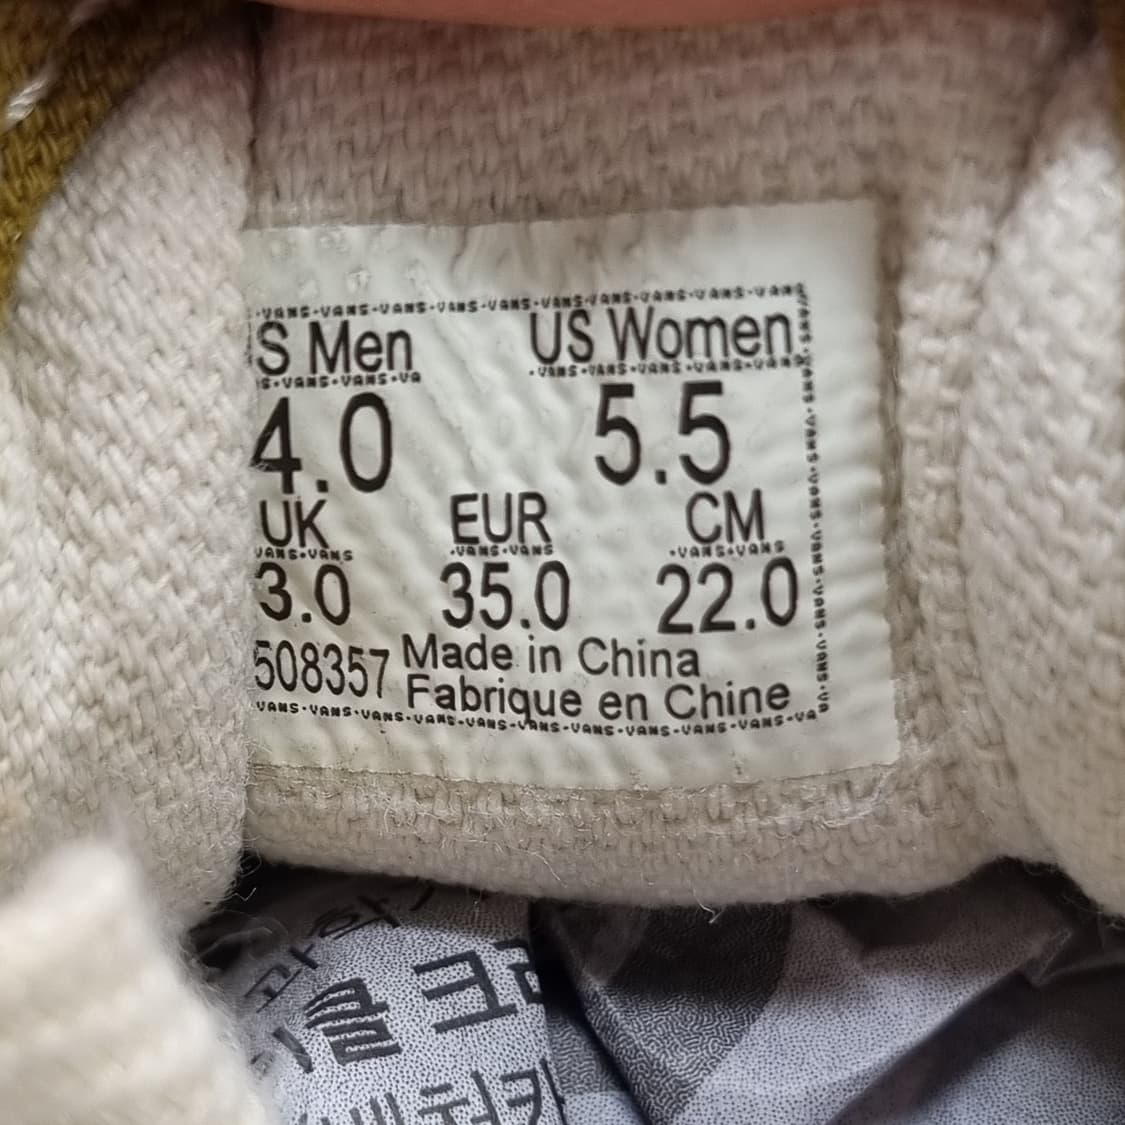 ·VANS·VANS·VANS·VANS·VANS·VANS·VANS·VANS·VANS·VANS
S Men US Women
S·VANS·VANS·VA ·VANS·VANS·VANS·VANS·VANS
4.0 5.5
UK EUR CM
VANS·VANS ·VANS·VANS ·VANS·VANS
3.0 35.0 22.0
508357 Made in China
Fabrique en Chine
VANS·VANS·VANS·VANS·VANS·VANS·VANS·VANS·VANS·VANS·VA